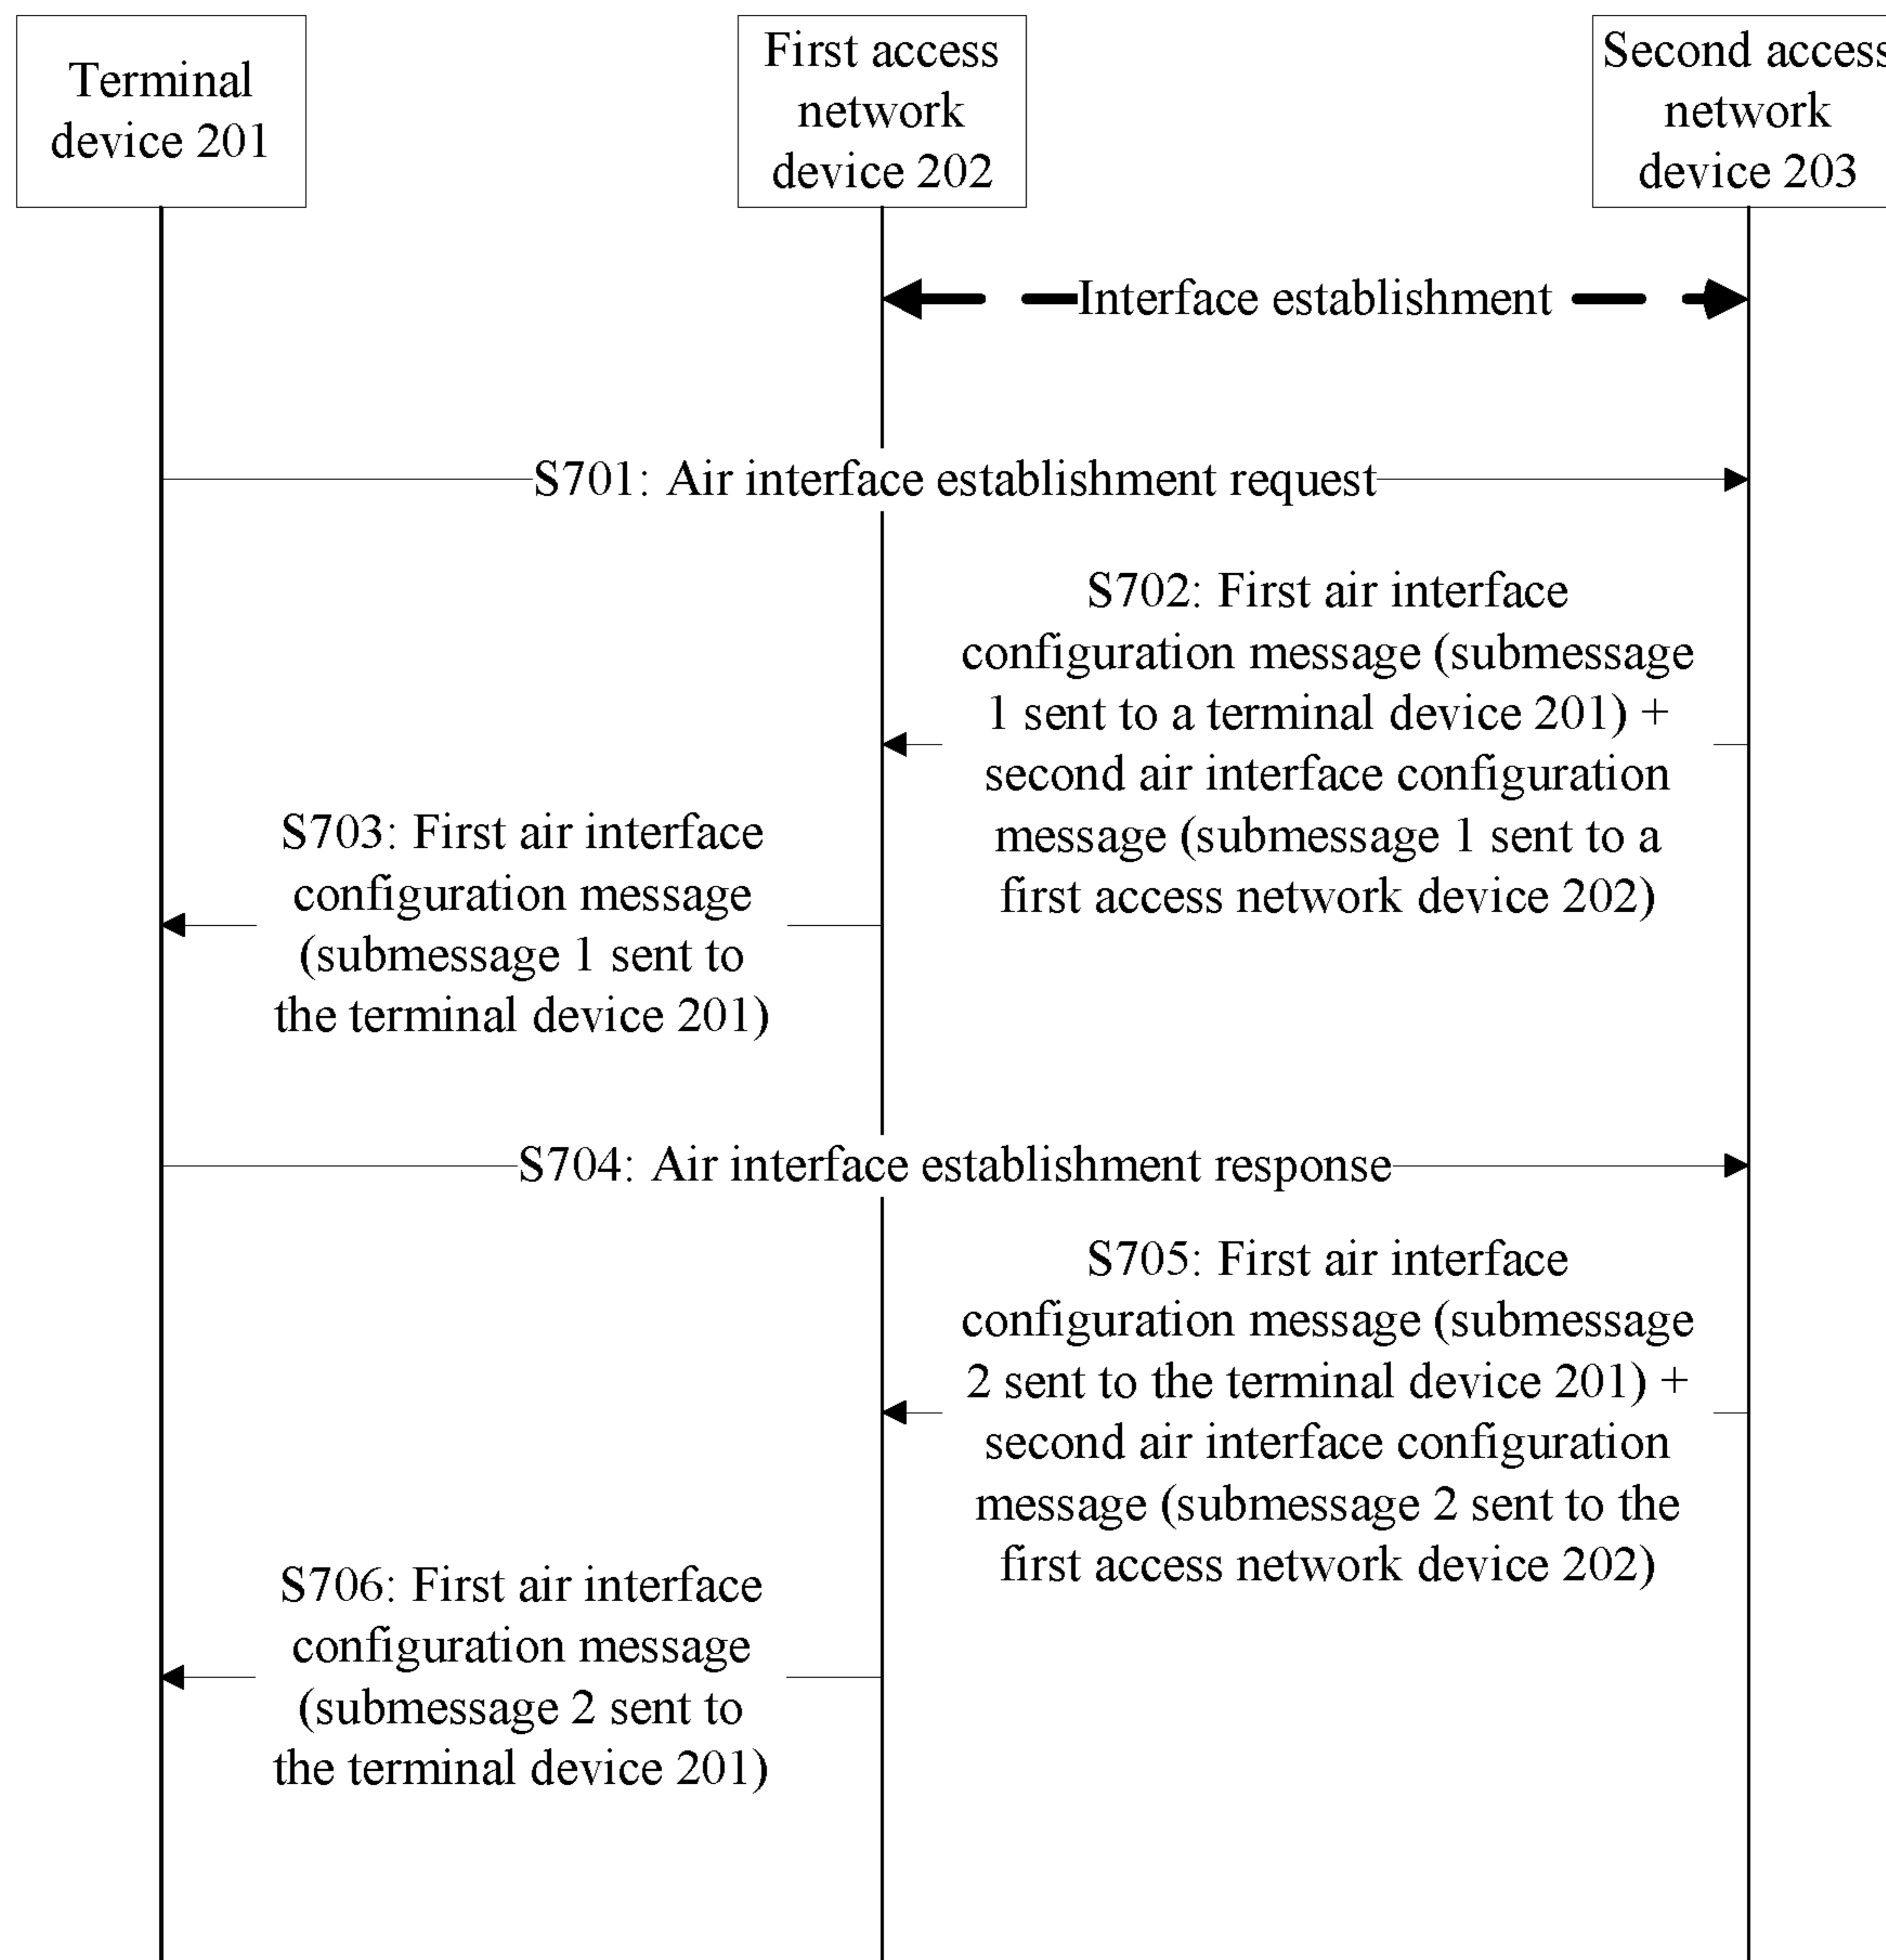 Terminal
device 201
First access
network
device 202
Second access
network
device 203
Interface establishment
S701: Air interface establishment request
S702: First air interface
configuration message (submessage
1 sent to a terminal device 201) +
second air interface configuration
message (submessage 1 sent to a
first access network device 202)
S703: First air interface
configuration message
(submessage 1 sent to
the terminal device 201)
S704: Air interface establishment response
S705: First air interface
configuration message (submessage
2 sent to the terminal device 201) +
second air interface configuration
message (submessage 2 sent to the
first access network device 202)
S706: First air interface
configuration message
(submessage 2 sent to
the terminal device 201)